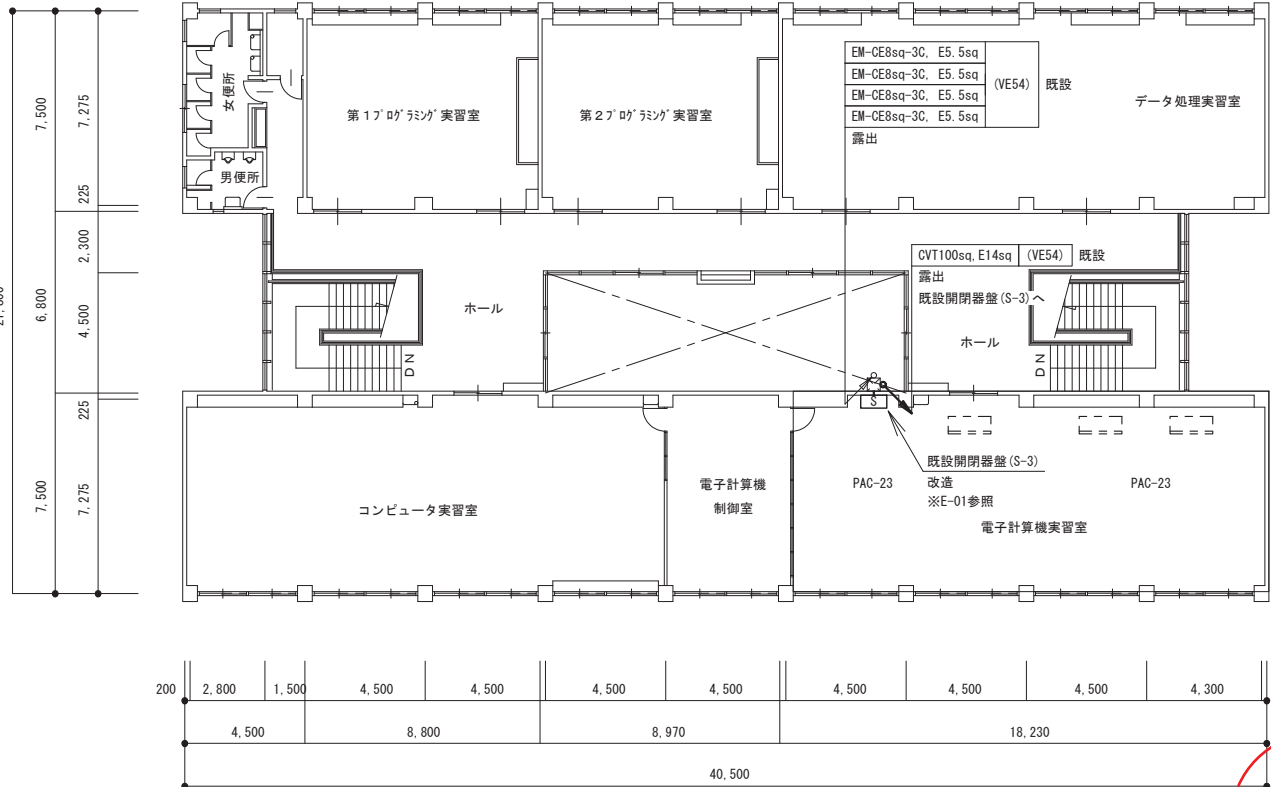 女便所
男便所
第1プログラミング実習室
第2プログラミング実習室
データ処理実習室
EM-CE8sq-3C, E5.5sq
EM-CE8sq-3C, E5.5sq
EM-CE8sq-3C, E5.5sq
EM-CE8sq-3C, E5.5sq
(VE54) 既設
露出
CVT100sq, E14sq (VE54) 既設
露出
既設開閉器盤(S-3)へ
ホール
ホール
DN
DN
S
既設開閉器盤(S-3)
改造
※E-01参照
PAC-23
PAC-23
コンピュータ実習室
電子計算機
制御室
電子計算機実習室
7,500
7,275
225
2,300
6,800
4,500
225
7,500
7,275
200 2,800 1,500 4,500 4,500 4,500 4,500 4,500 4,500 4,500 4,300
4,500 8,800 8,970 18,230
40,500